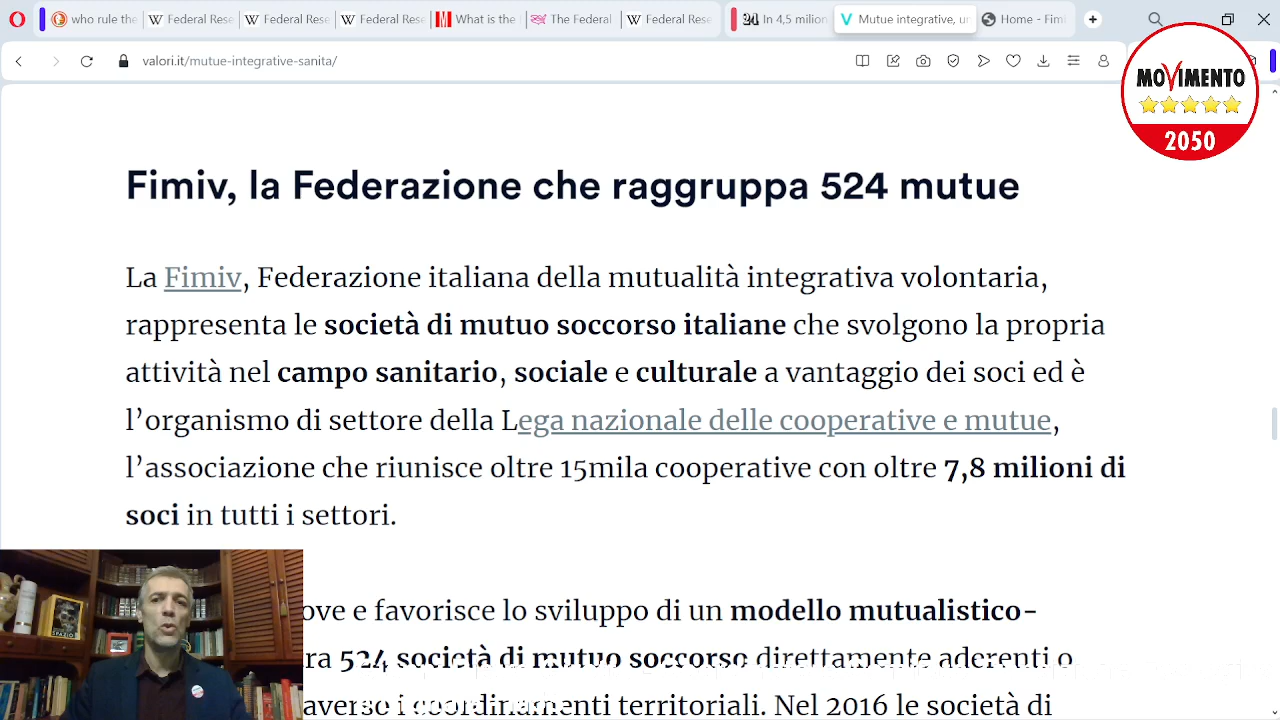 who rule the
Federal Rese
Federal Rese
Federal Rese
What is the
The Federal
Federal Rese
In 4,5 milion
Mutue integrative, un
Home - Fimi
valori.it/mutue-integrative-sanita/
MOVIMENTO
2050
Fimiv, la Federazione che raggruppa 524 mutue
La Fimiv, Federazione italiana della mutualità integrativa volontaria,
rappresenta le società di mutuo soccorso italiane che svolgono la propria
attività nel campo sanitario, sociale e culturale a vantaggio dei soci ed è
l’organismo di settore della Lega nazionale delle cooperative e mutue,
l’associazione che riunisce oltre 15mila cooperative con oltre 7,8 milioni di
soci in tutti i settori.
ove e favorisce lo sviluppo di un modello mutualistico-
ra 524 società di mutuo soccorso direttamente aderenti o
averso i coordinamenti territoriali. Nel 2016 le società di